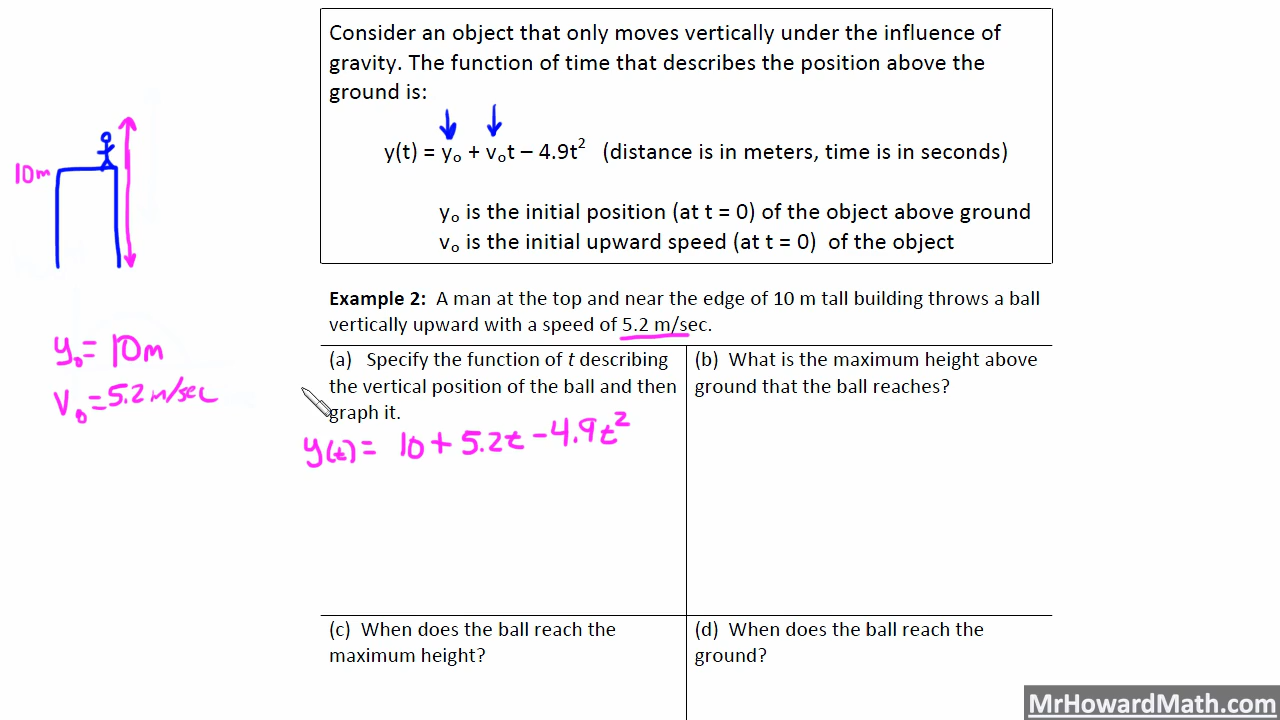 Consider an object that only moves vertically under the influence of
gravity. The function of time that describes the position above the
ground is:
y(t) = y₀ + v₀t – 4.9t² (distance is in meters, time is in seconds)
y₀ is the initial position (at t = 0) of the object above ground
v₀ is the initial upward speed (at t = 0) of the object
10m
Example 2: A man at the top and near the edge of 10 m tall building throws a ball
vertically upward with a speed of 5.2 m/sec.
y₀ = 10m
v₀ = 5.2 m/sec
(a) Specify the function of t describing
the vertical position of the ball and then
graph it.
y(t) = 10 + 5.2t – 4.9t²
(b) What is the maximum height above
ground that the ball reaches?
(c) When does the ball reach the
maximum height?
(d) When does the ball reach the
ground?
MrHowardMath.com